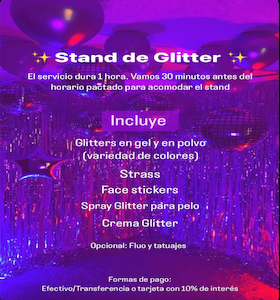 ✨ Stand de Glitter ✨
El servicio dura 1 hora. Vamos 30 minutos antes del
horario pactado para acomodar el stand
Incluye
Glitters en gel y en polvo
(variedad de colores)
Strass
Face stickers
Spray Glitter para pelo
Crema Glitter
Opcional: Fluo y tatuajes
Formas de pago:
Efectivo/Transferencia o tarjeta con 10% de interés